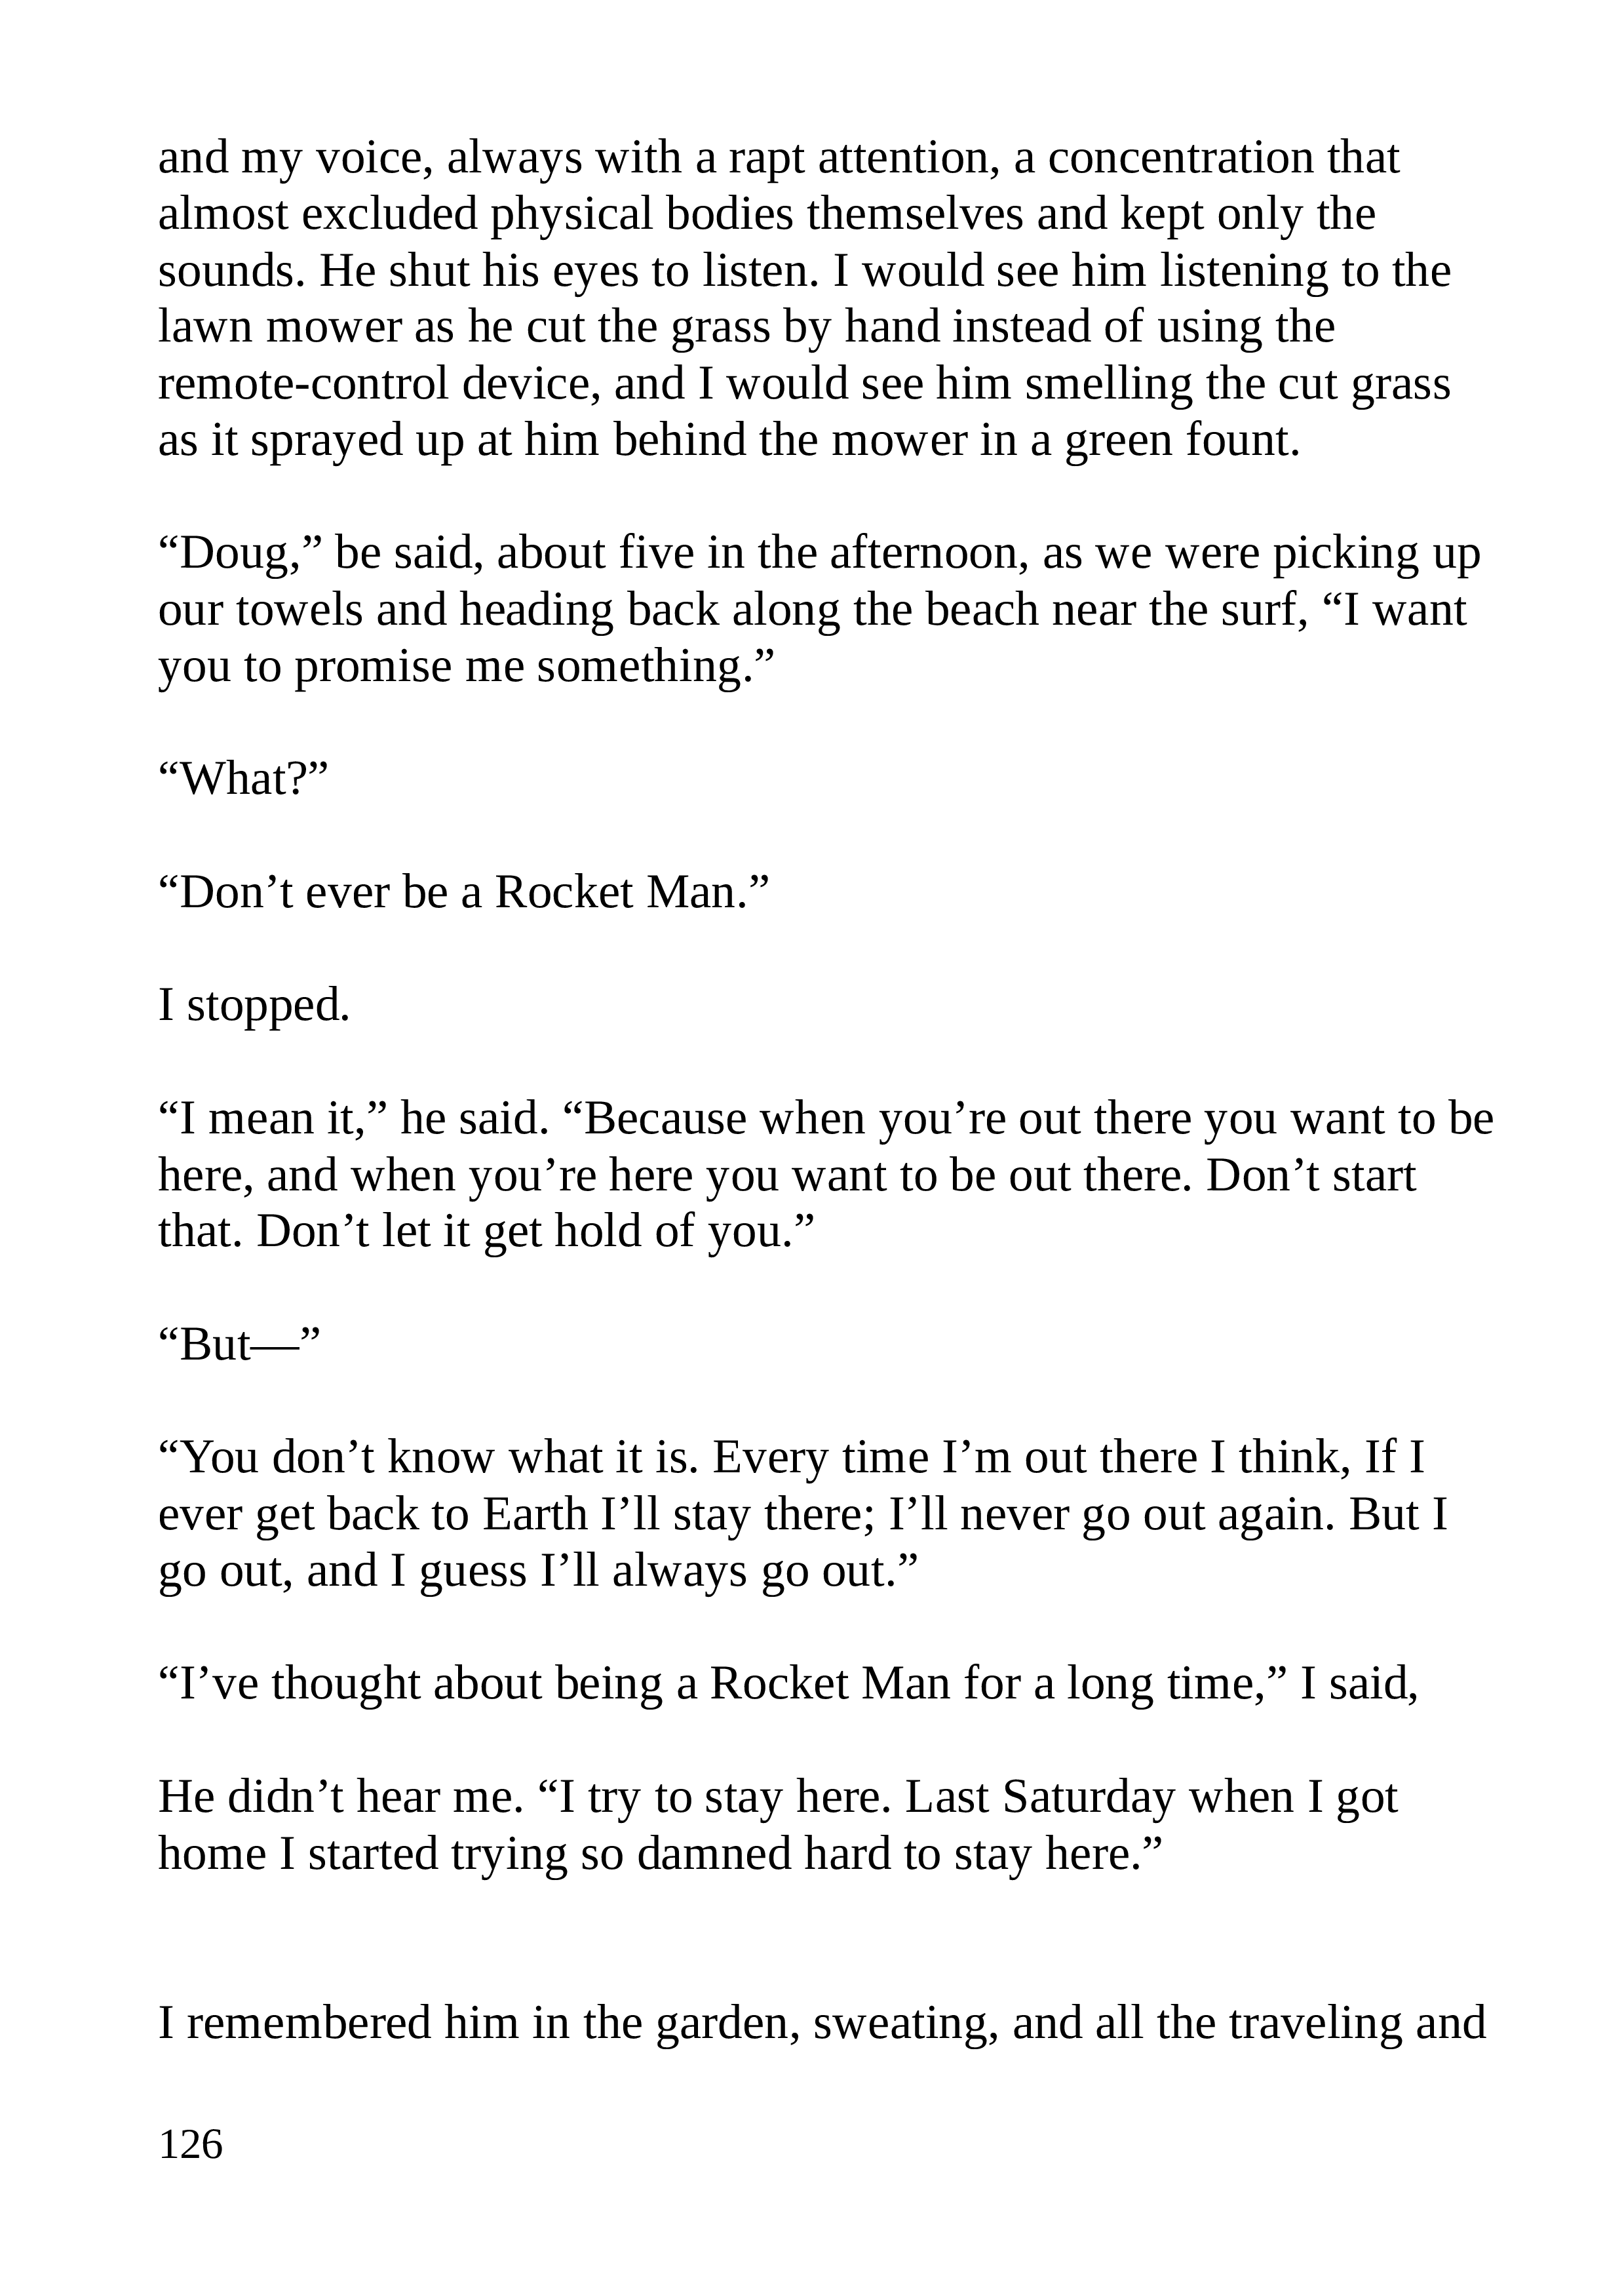 and my voice, always with a rapt attention, a concentration that
almost excluded physical bodies themselves and kept only the
sounds. He shut his eyes to listen. I would see him listening to the
lawn mower as he cut the grass by hand instead of using the
remote-control device, and I would see him smelling the cut grass
as it sprayed up at him behind the mower in a green fount.
“Doug,” be said, about five in the afternoon, as we were picking up
our towels and heading back along the beach near the surf, “I want
you to promise me something.”
“What?”
“Don’t ever be a Rocket Man.”
I stopped.
“I mean it,” he said. “Because when you’re out there you want to be
here, and when you’re here you want to be out there. Don’t start
that. Don’t let it get hold of you.”
“But—”
“You don’t know what it is. Every time I’m out there I think, If I
ever get back to Earth I’ll stay there; I’ll never go out again. But I
go out, and I guess I’ll always go out.”
“I’ve thought about being a Rocket Man for a long time,” I said,
He didn’t hear me. “I try to stay here. Last Saturday when I got
home I started trying so damned hard to stay here.”
I remembered him in the garden, sweating, and all the traveling and
126